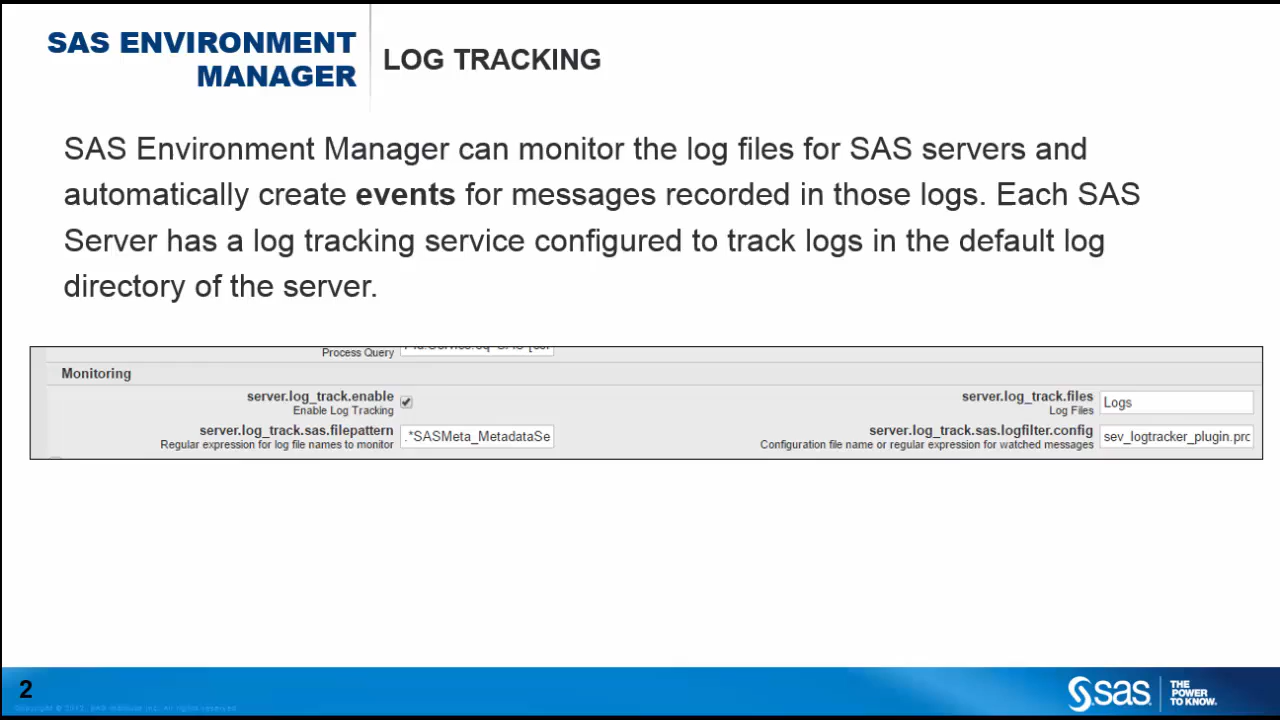 SAS ENVIRONMENT
MANAGER
LOG TRACKING
SAS Environment Manager can monitor the log files for SAS servers and
automatically create events for messages recorded in those logs. Each SAS
Server has a log tracking service configured to track logs in the default log
directory of the server.
Process Query
Monitoring
server.log_track.enable
Enable Log Tracking
server.log_track.files
Log Files
Logs
server.log_track.sas.filepattern
Regular expression for log file names to monitor
.*SASMeta_MetadataSe
server.log_track.sas.logfilter.config
Configuration file name or regular expression for watched messages
sev_logtracker_plugin.prc
2
sas
THE
POWER
TO KNOW.